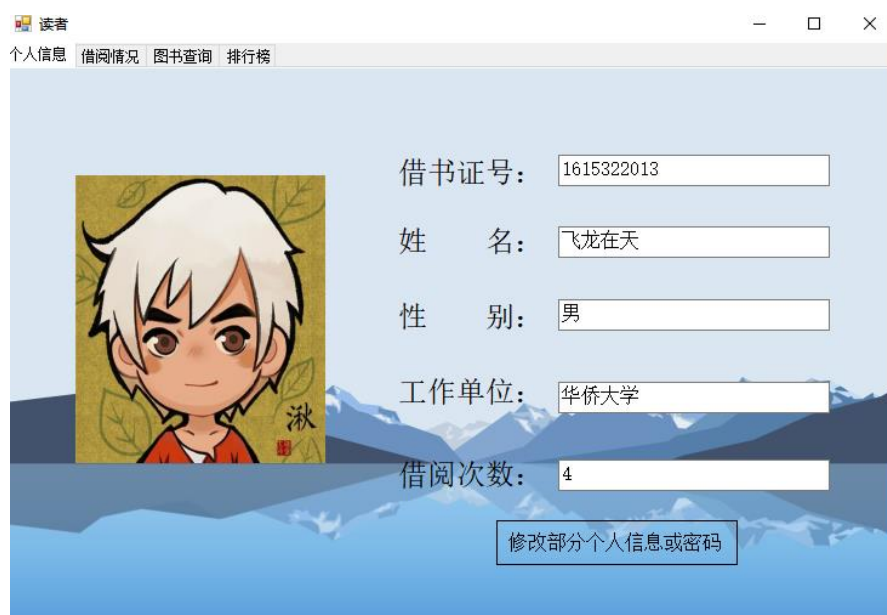 读者
个人信息 借阅情况 图书查询 排行榜
借书证号： 1615322013
姓 名： 飞龙在天
性 别： 男
工作单位： 华侨大学
湫
借阅次数： 4
修改部分个人信息或密码